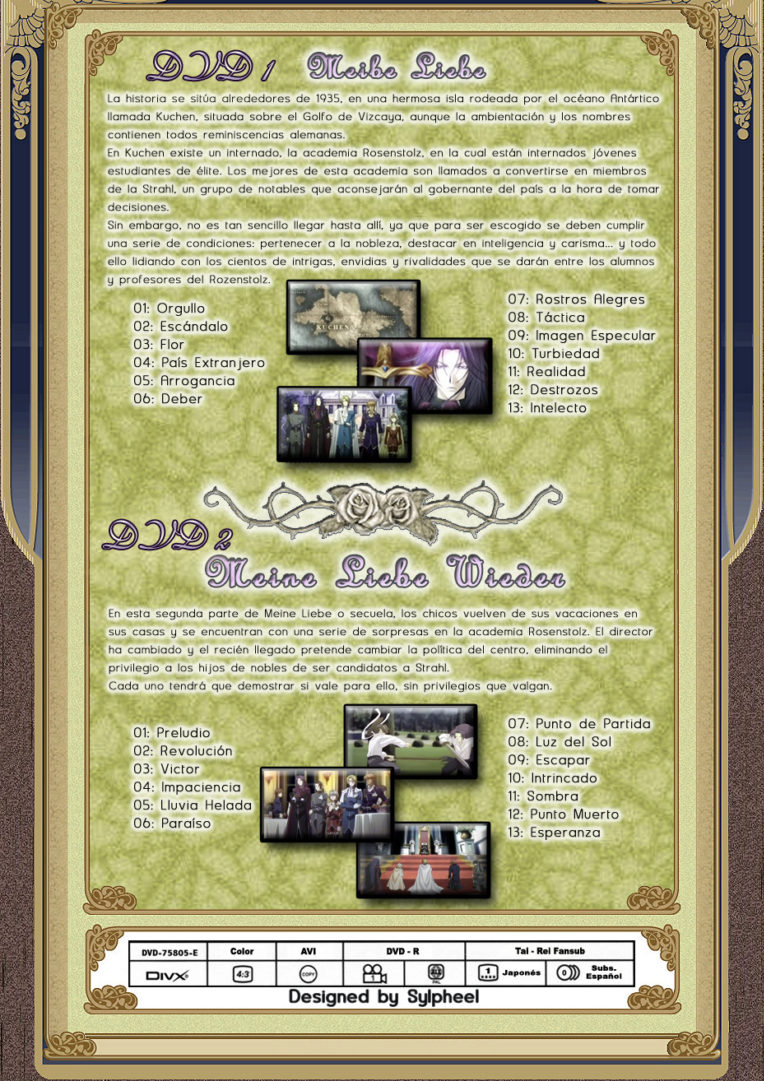 DVD 1 Meibe Liebe
La historia se sitúa alrededores de 1935, en una hermosa isla rodeada por el océano Antártico
llamada Kuchen, situada sobre el Golfo de Vizcaya, aunque la ambientación y los nombres
contienen todos reminiscencias alemanas.
En Kuchen existe un internado, la academia Rosenstolz, en la cual están internados jóvenes
estudiantes de élite. Los mejores de esta academia son llamados a convertirse en miembros
de la Strahl, un grupo de notables que aconsejarán al gobernante del país a la hora de tomar
decisiones.
Sin embargo, no es tan sencillo llegar hasta allí, ya que para ser escogido se deben cumplir
una serie de condiciones: pertenecer a la nobleza, destacar en inteligencia y carisma... y todo
ello lidiando con los cientos de intrigas, envidias y rivalidades que se darán entre los alumnos
y profesores del Rozenstolz.
01: Orgullo
02: Escándalo
03: Flor
04: País Extranjero
05: Arrogancia
06: Deber
KUCHEN
07: Rostros Alegres
08: Táctica
09: Imagen Especular
10: Turbiedad
11: Realidad
12: Destrozos
13: Intelecto
DVD 2
Meine Liebe Wieder
En esta segunda parte de Meine Liebe o secuela, los chicos vuelven de sus vacaciones en
sus casas y se encuentran con una serie de sorpresas en la academia Rosenstolz. El director
ha cambiado y el recién llegado pretende cambiar la política del centro, eliminando el
privilegio a los hijos de nobles de ser candidatos a Strahl.
Cada uno tendrá que demostrar si vale para ello, sin privilegios que valgan.
01: Preludio
02: Revolución
03: Victor
04: Impaciencia
05: Lluvia Helada
06: Paraíso
07: Punto de Partida
08: Luz del Sol
09: Escapar
10: Intrincado
11: Sombra
12: Punto Muerto
13: Esperanza
DVD-75805-E Color AVI DVD - R Tai - Rei Fansub
DIVX 4:3 COPY 1 PAL 1 Japonés 0 Subs. Español
Designed by Sylpheel